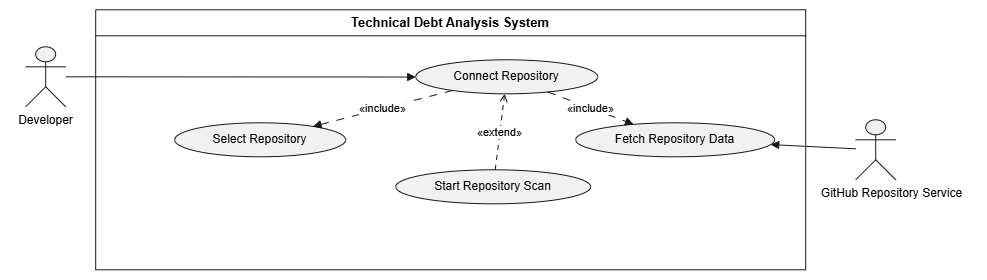 Technical Debt Analysis System
Connect Repository
Developer
«include»
«include»
«extend»
Select Repository
Fetch Repository Data
Start Repository Scan
GitHub Repository Service